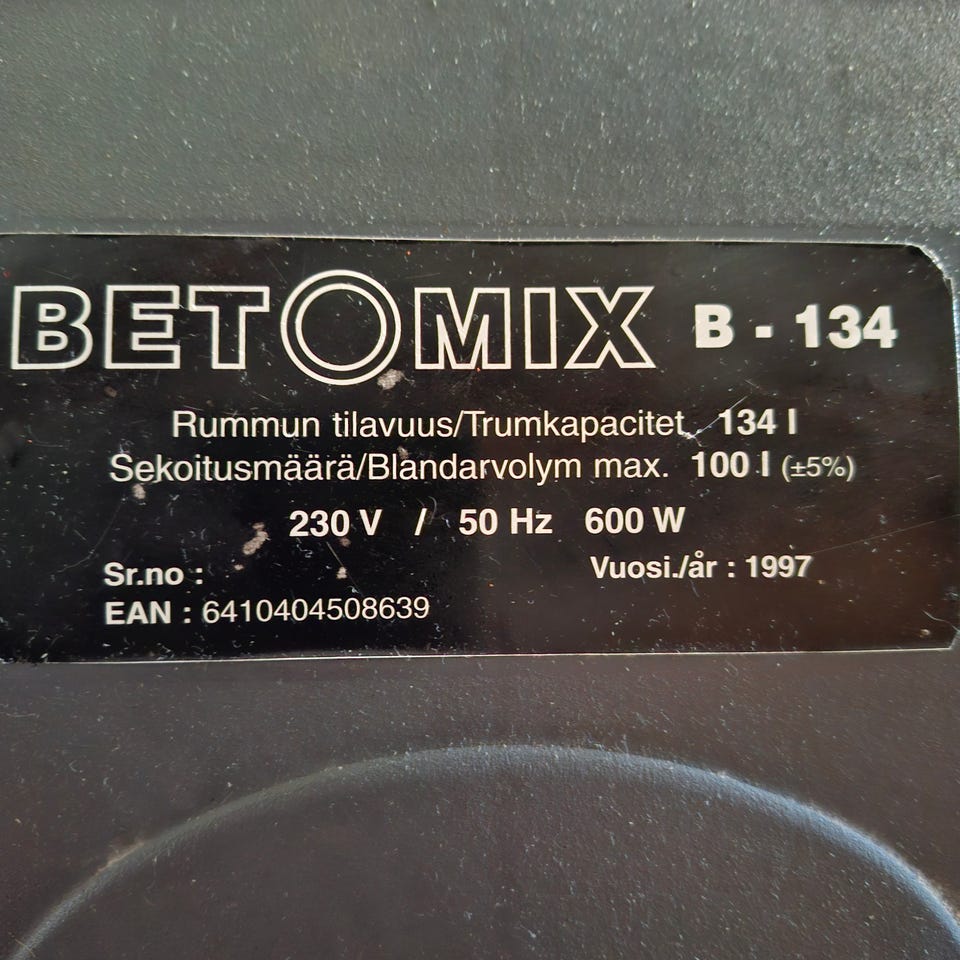 BETOMIX B - 134
Rummun tilavuus/Trumkapacitet 134 l
Sekoitusmäärä/Blandarvolym max. 100 l (±5%)
230 V / 50 Hz 600 W
Sr.no : Vuosi./år : 1997
EAN : 6410404508639